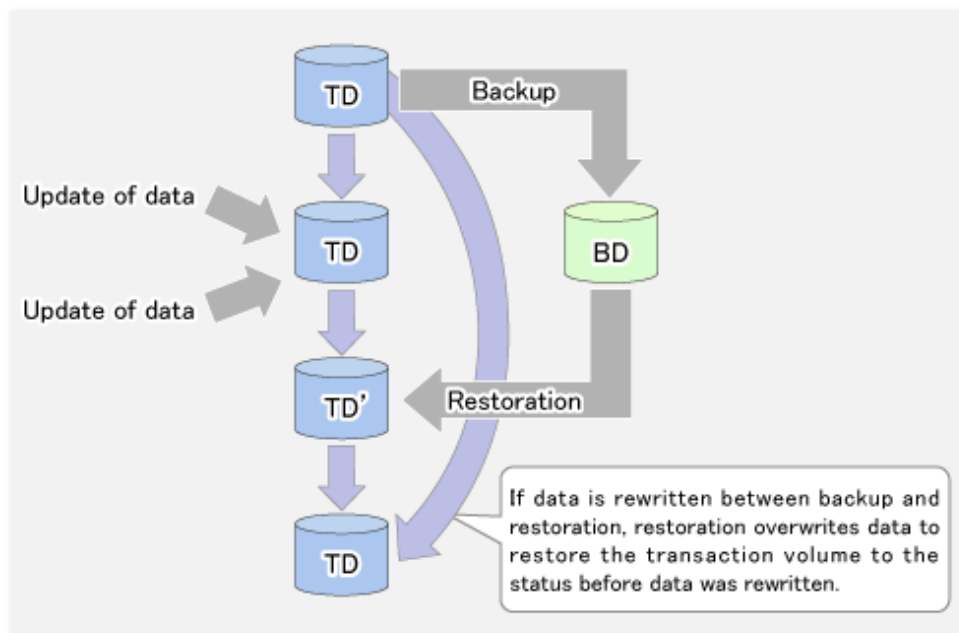 TD
Backup
Update of data
TD
BD
Update of data
TD'
Restoration
If data is rewritten between backup and
restoration, restoration overwrites data to
restore the transaction volume to the
status before data was rewritten.
TD